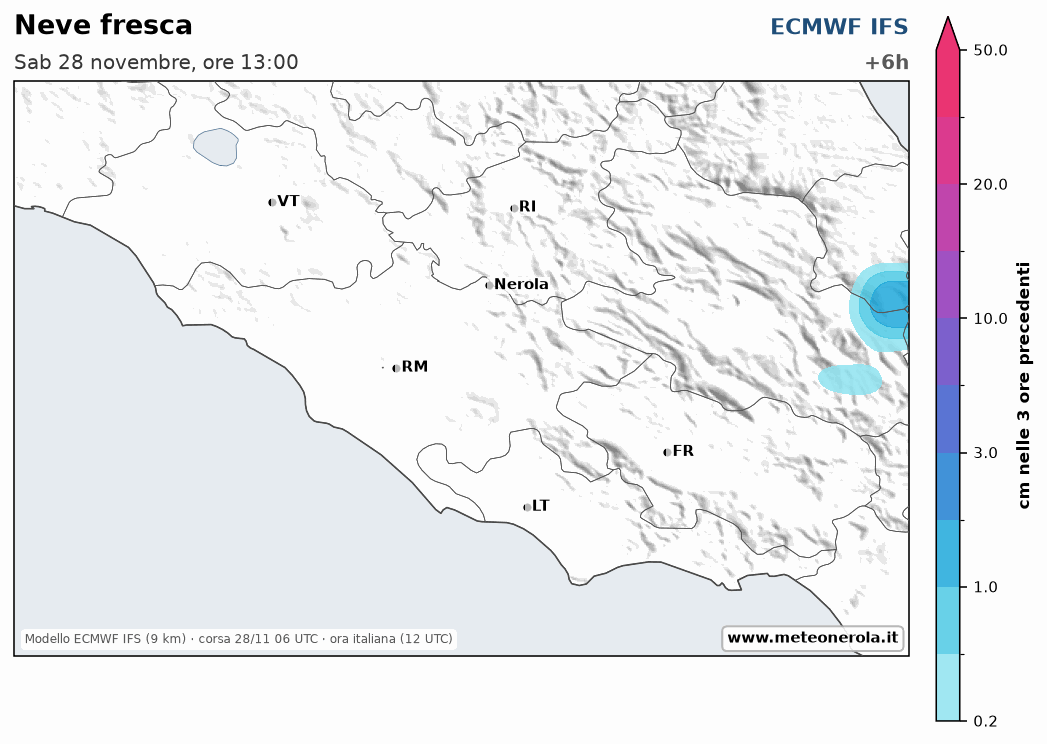 Neve fresca
ECMWF IFS
Sab 28 novembre, ore 13:00
+6h
50.0
20.0
10.0
3.0
1.0
0.2
cm nelle 3 ore precedenti
VT
RI
Nerola
RM
FR
LT
Modello ECMWF IFS (9 km) · corsa 28/11 06 UTC · ora italiana (12 UTC)
www.meteonerola.it